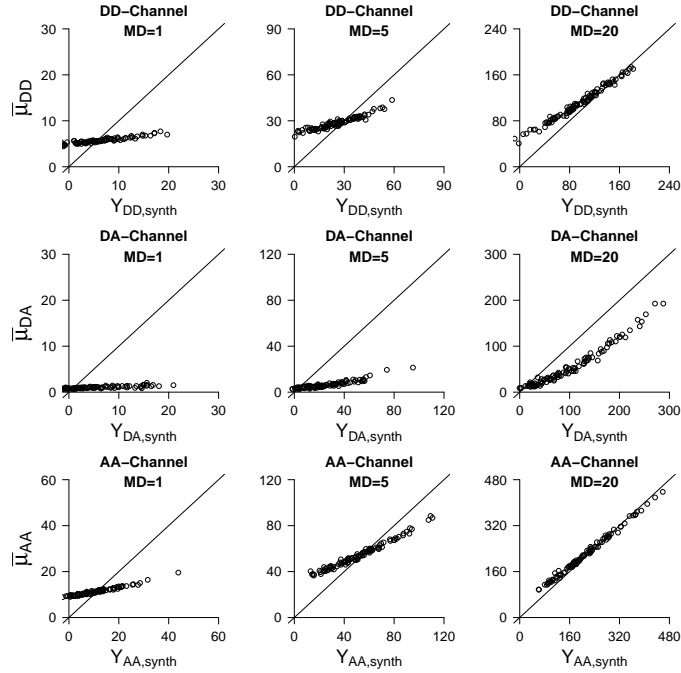 DD−Channel
MD=1
30
20
10
0
0 10 20 30
μ̄DD
YDD,synth
DD−Channel
MD=5
90
60
30
0
0 30 60 90
YDD,synth
DD−Channel
MD=20
240
160
80
0
0 80 160 240
YDD,synth
DA−Channel
MD=1
30
20
10
0
0 10 20 30
μ̄DA
YDA,synth
DA−Channel
MD=5
120
80
40
0
0 40 80 120
YDA,synth
DA−Channel
MD=20
300
200
100
0
0 100 200 300
YDA,synth
AA−Channel
MD=1
60
40
20
0
0 20 40 60
μ̄AA
YAA,synth
AA−Channel
MD=5
120
80
40
0
0 40 80 120
YAA,synth
AA−Channel
MD=20
480
320
160
0
0 160 320 480
YAA,synth